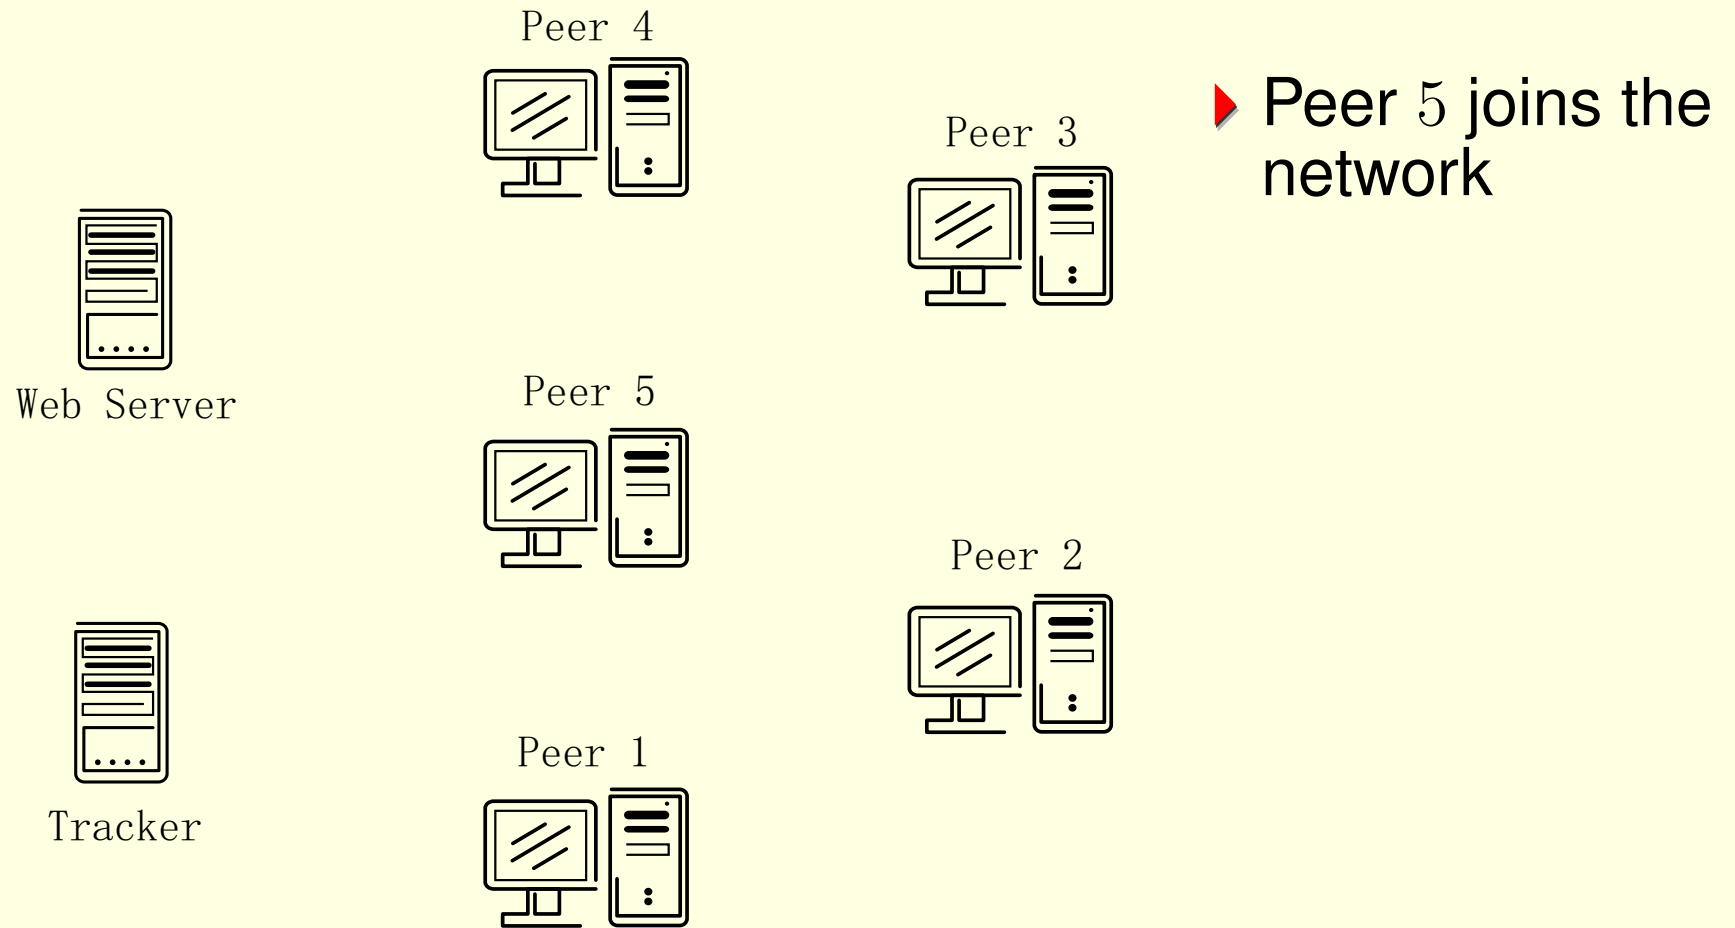 Peer 4
Peer 3
Peer 5 joins the
network
Web Server
Peer 5
Peer 2
Peer 1
Tracker